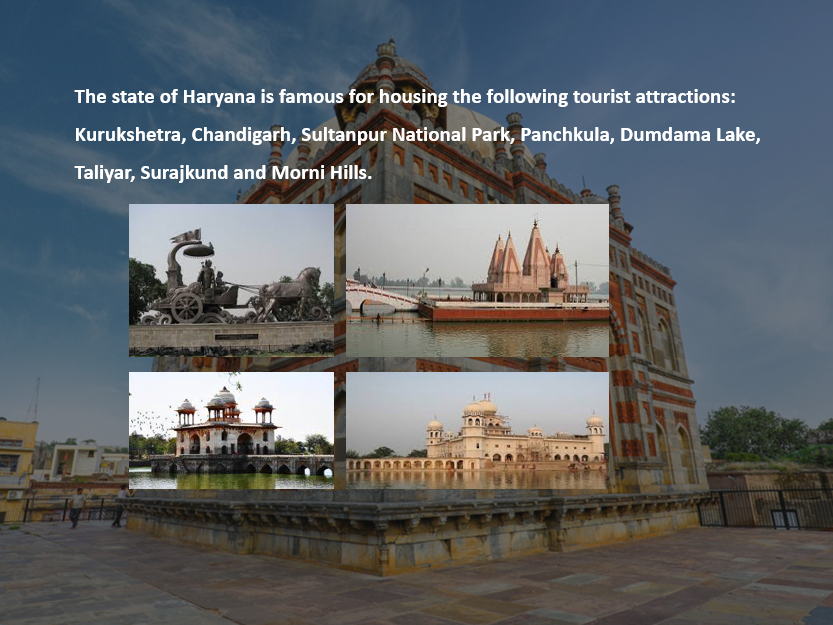 The state of Haryana is famous for housing the following tourist attractions:
Kurukshetra, Chandigarh, Sultanpur National Park, Panchkula, Dumdama Lake,
Taliyar, Surajkund and Morni Hills.